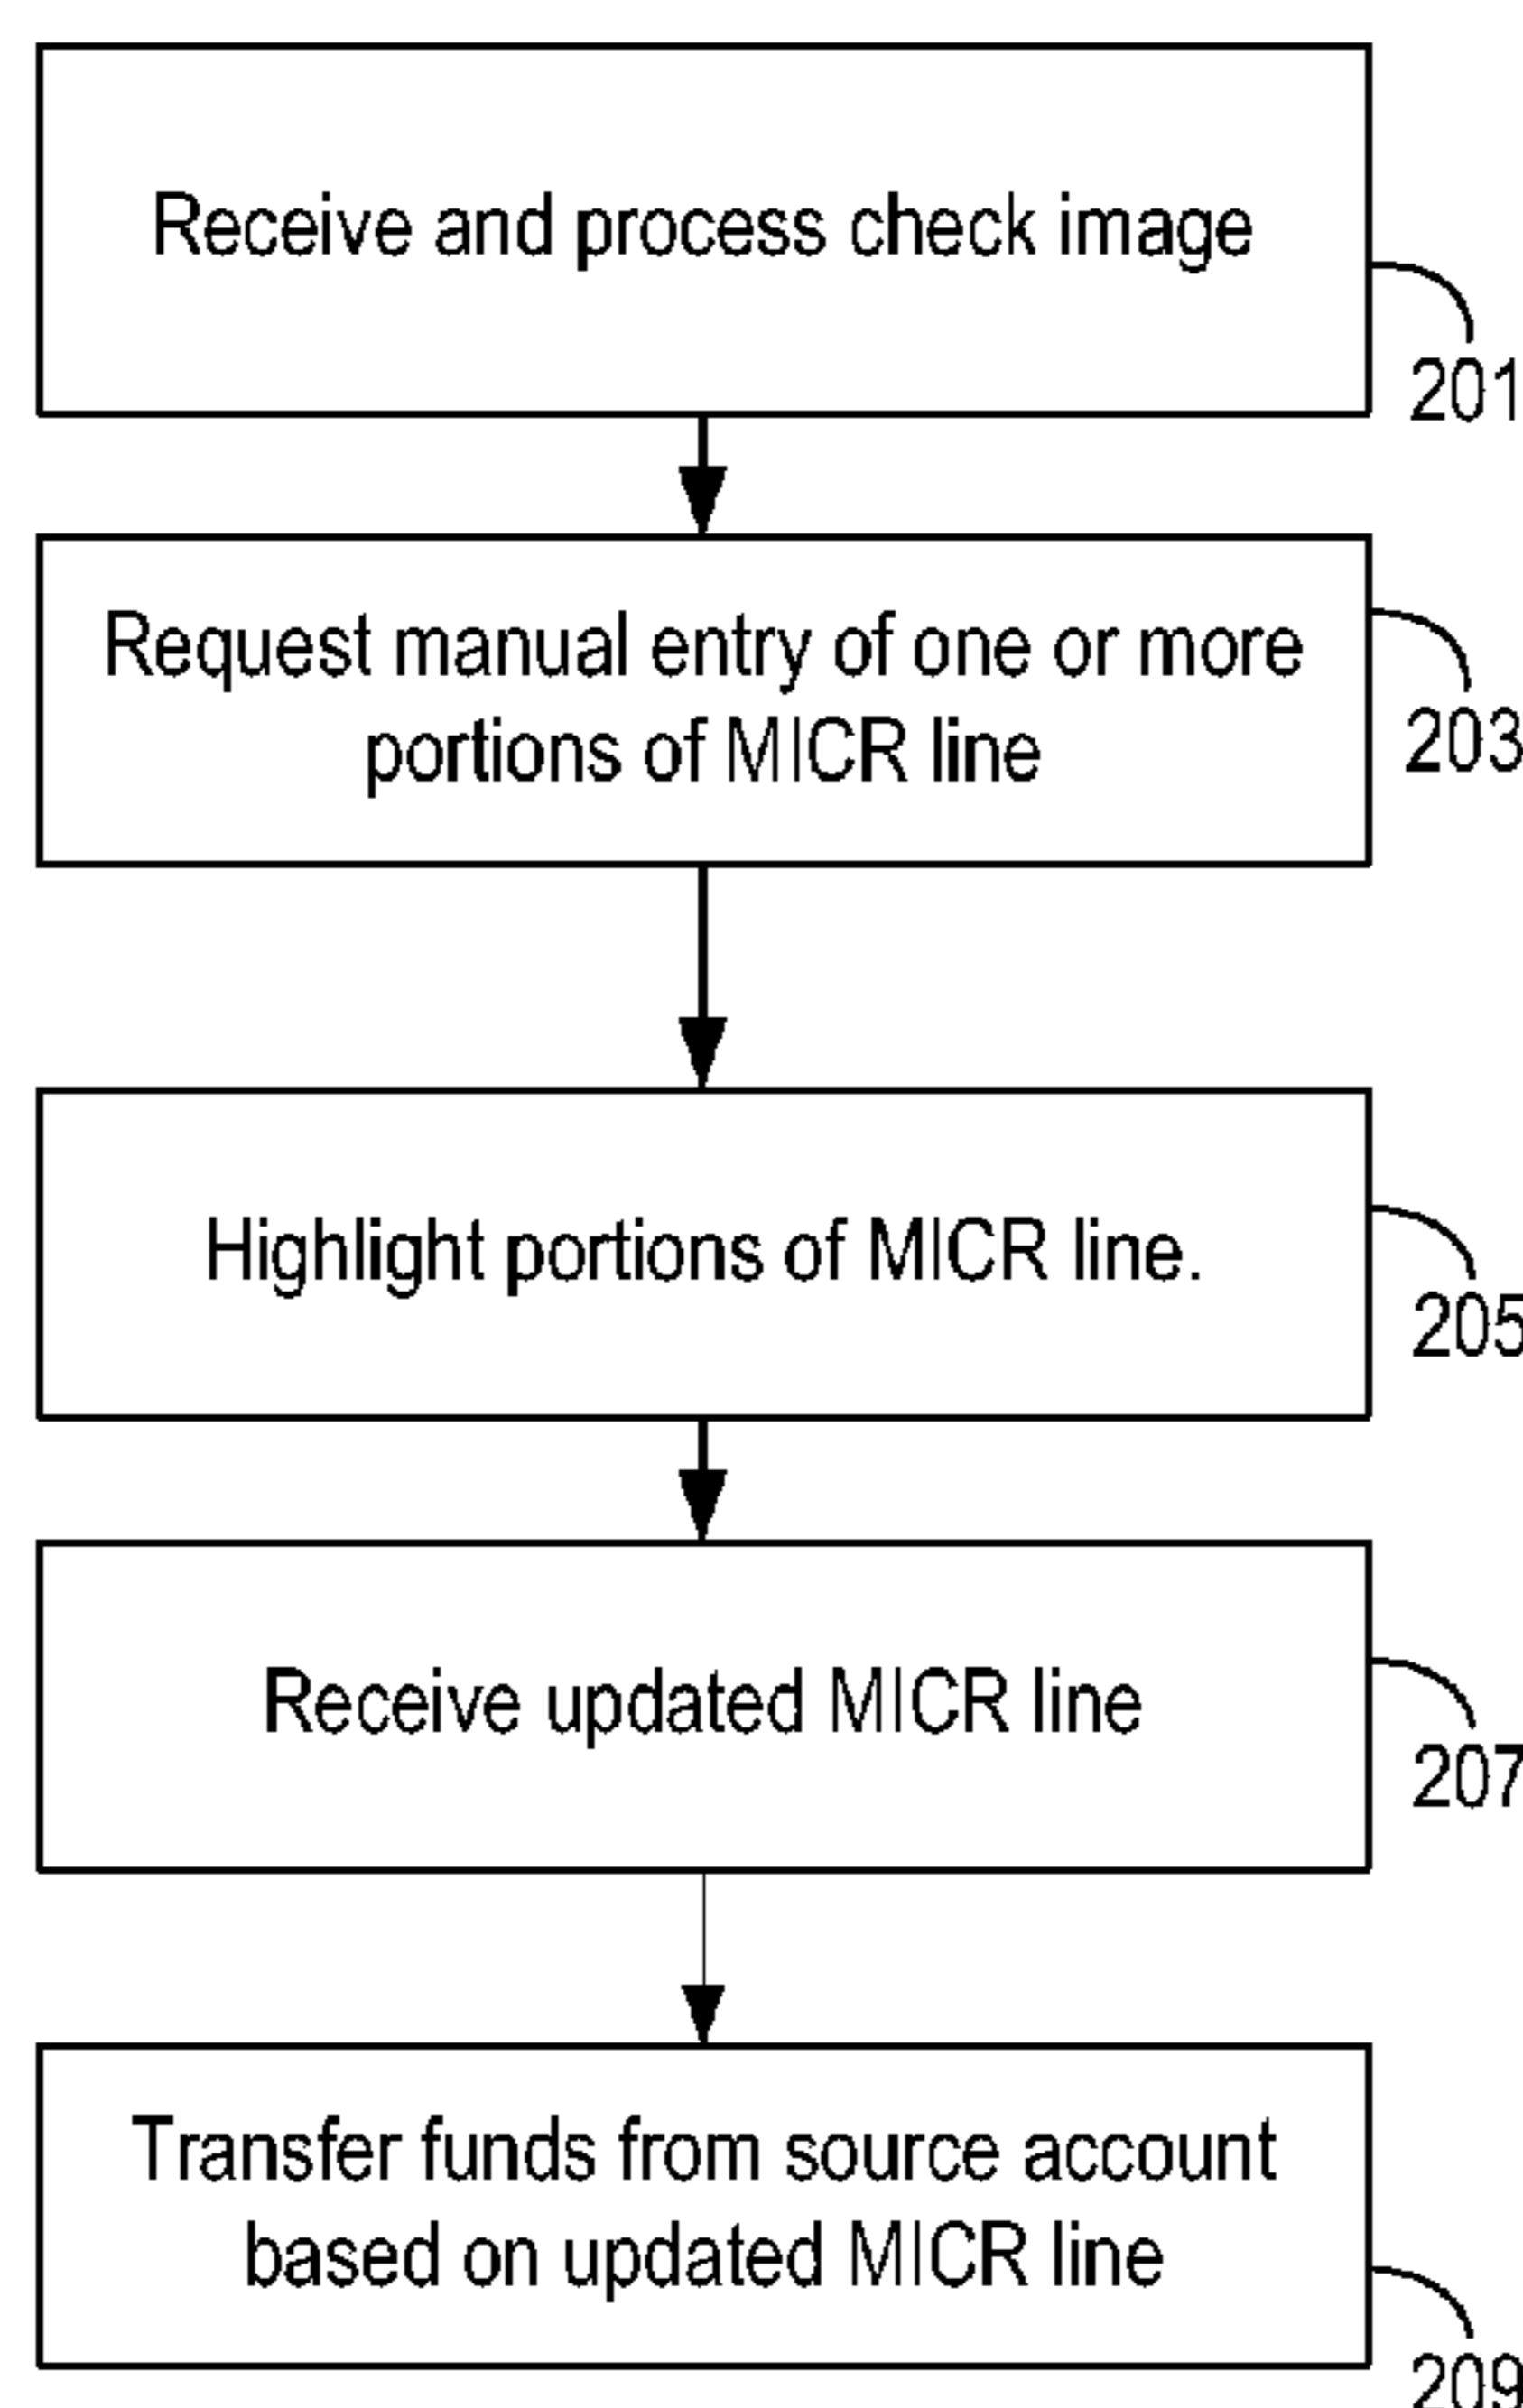 Receive and process check image
201
Request manual entry of one or more
portions of MICR line
203
Highlight portions of MICR line.
205
Receive updated MICR line
207
Transfer funds from source account
based on updated MICR line
209